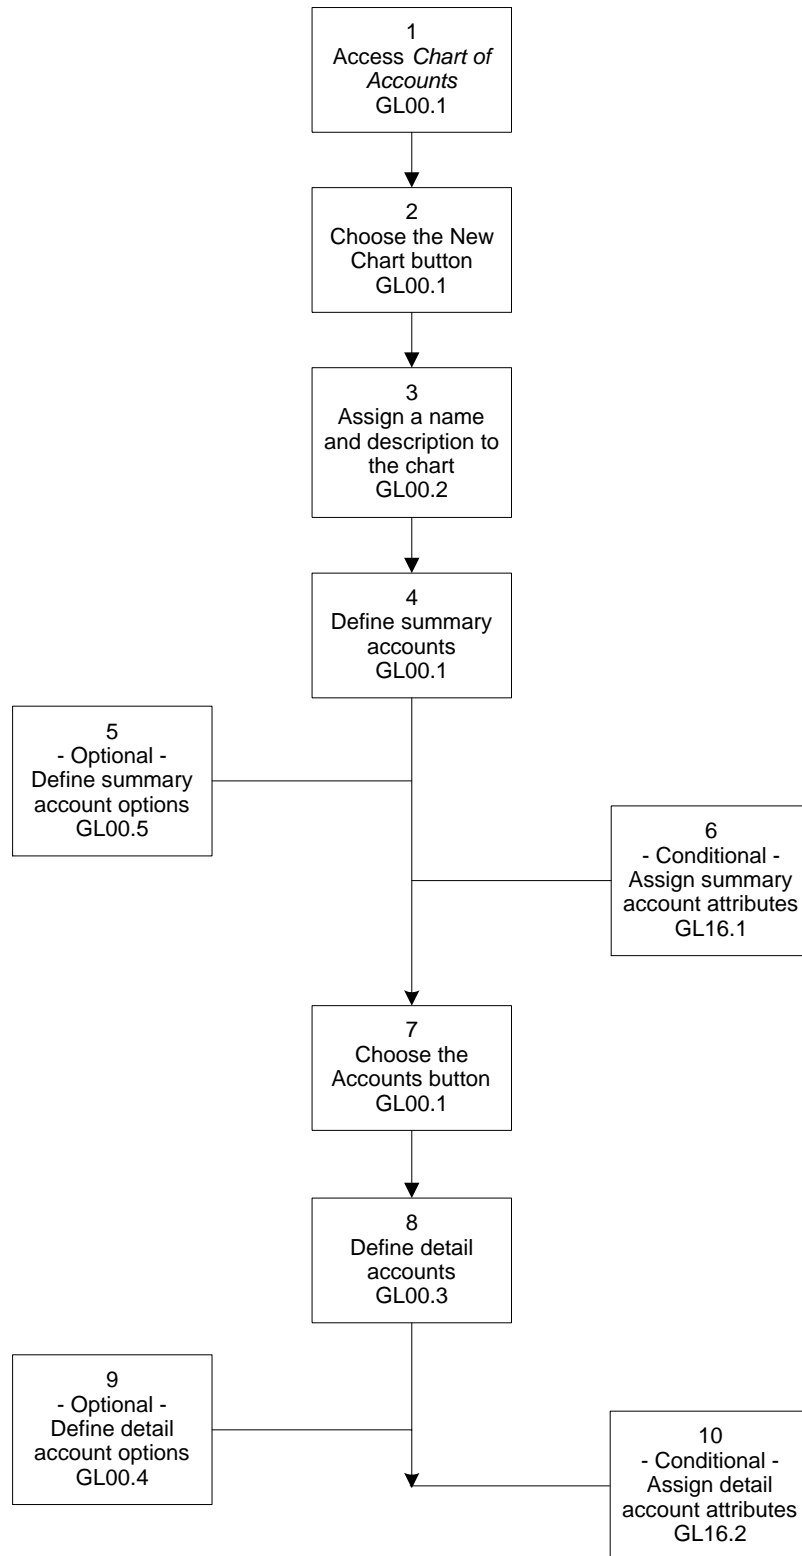 1
Access Chart of
Accounts
GL00.1
2
Choose the New
Chart button
GL00.1
3
Assign a name
and description to
the chart
GL00.2
4
Define summary
accounts
GL00.1
5
- Optional -
Define summary
account options
GL00.5
6
- Conditional -
Assign summary
account attributes
GL16.1
7
Choose the
Accounts button
GL00.1
8
Define detail
accounts
GL00.3
9
- Optional -
Define detail
account options
GL00.4
10
- Conditional -
Assign detail
account attributes
GL16.2